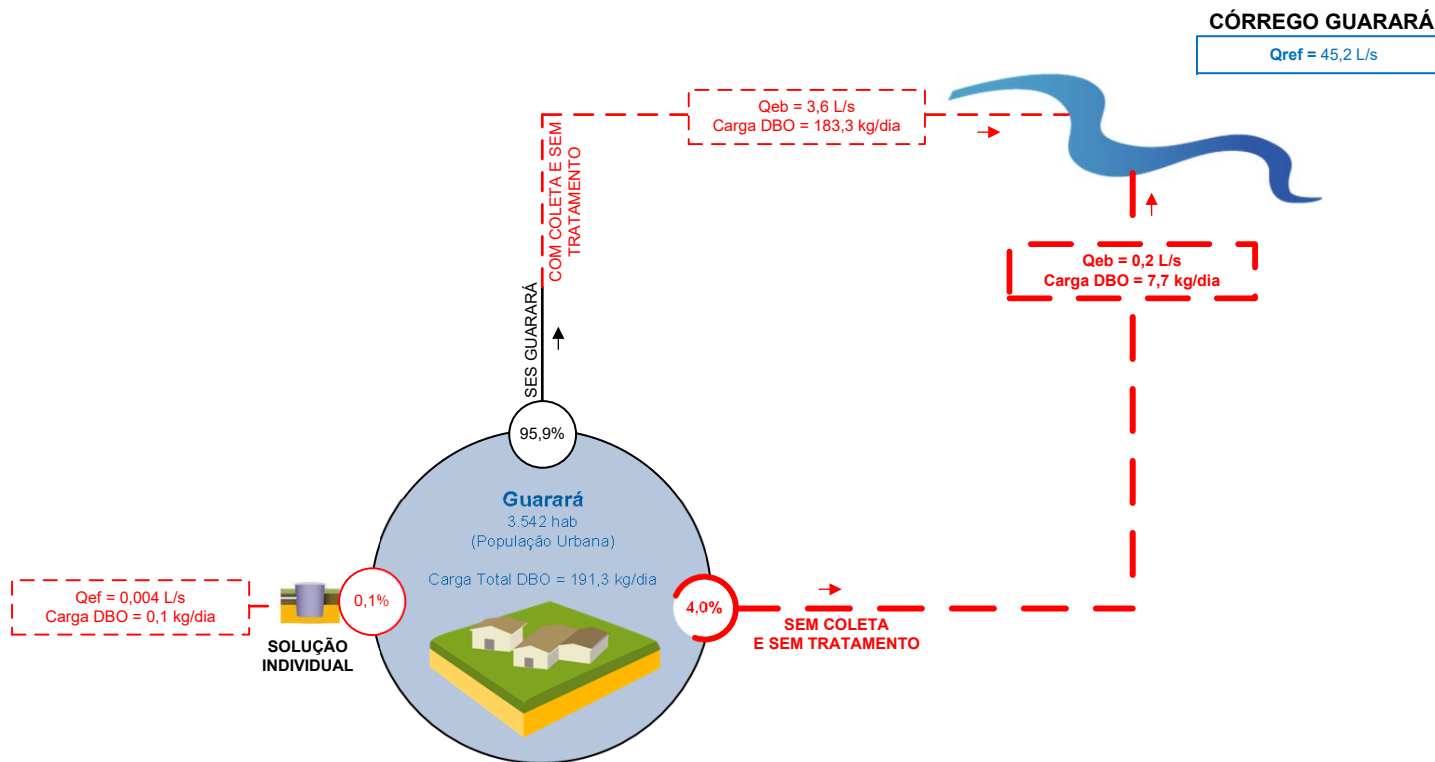 CÓRREGO GUARARÁ
Qref = 45,2 L/s
Qeb = 3,6 L/s
Carga DBO = 183,3 kg/dia
COM COLETA E SEM
TRATAMENTO
Qeb = 0,2 L/s
Carga DBO = 7,7 kg/dia
SES GUARARÁ
95,9%
Guarará
3.542 hab
(População Urbana)
Carga Total DBO = 191,3 kg/dia
Qef = 0,004 L/s
Carga DBO = 0,1 kg/dia
0,1%
SOLUÇÃO
INDIVIDUAL
4,0%
SEM COLETA
E SEM TRATAMENTO